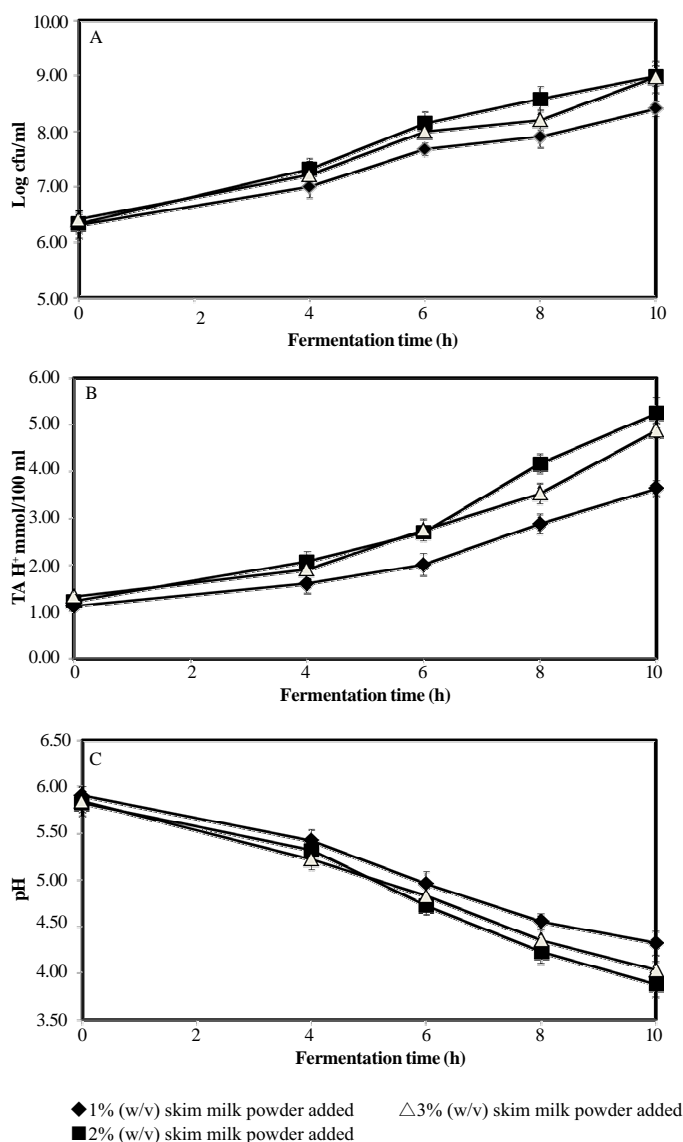 10.00
A
9.00
8.00
7.00
6.00
5.00
Log cfu/ml
0 2 4 6 8 10
Fermentation time (h)
6.00
B
5.00
4.00
3.00
2.00
1.00
0.00
TA H⁺ mmol/100 ml
0 2 4 6 8 10
Fermentation time (h)
6.50
C
6.00
5.50
5.00
4.50
4.00
3.50
pH
0 2 4 6 8 10
Fermentation time (h)
1% (w/v) skim milk powder added 3% (w/v) skim milk powder added
2% (w/v) skim milk powder added